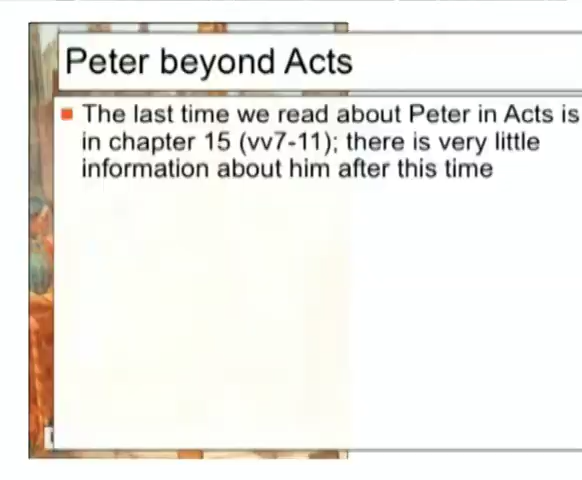 Peter beyond Acts
The last time we read about Peter in Acts is
in chapter 15 (vv7-11); there is very little
information about him after this time